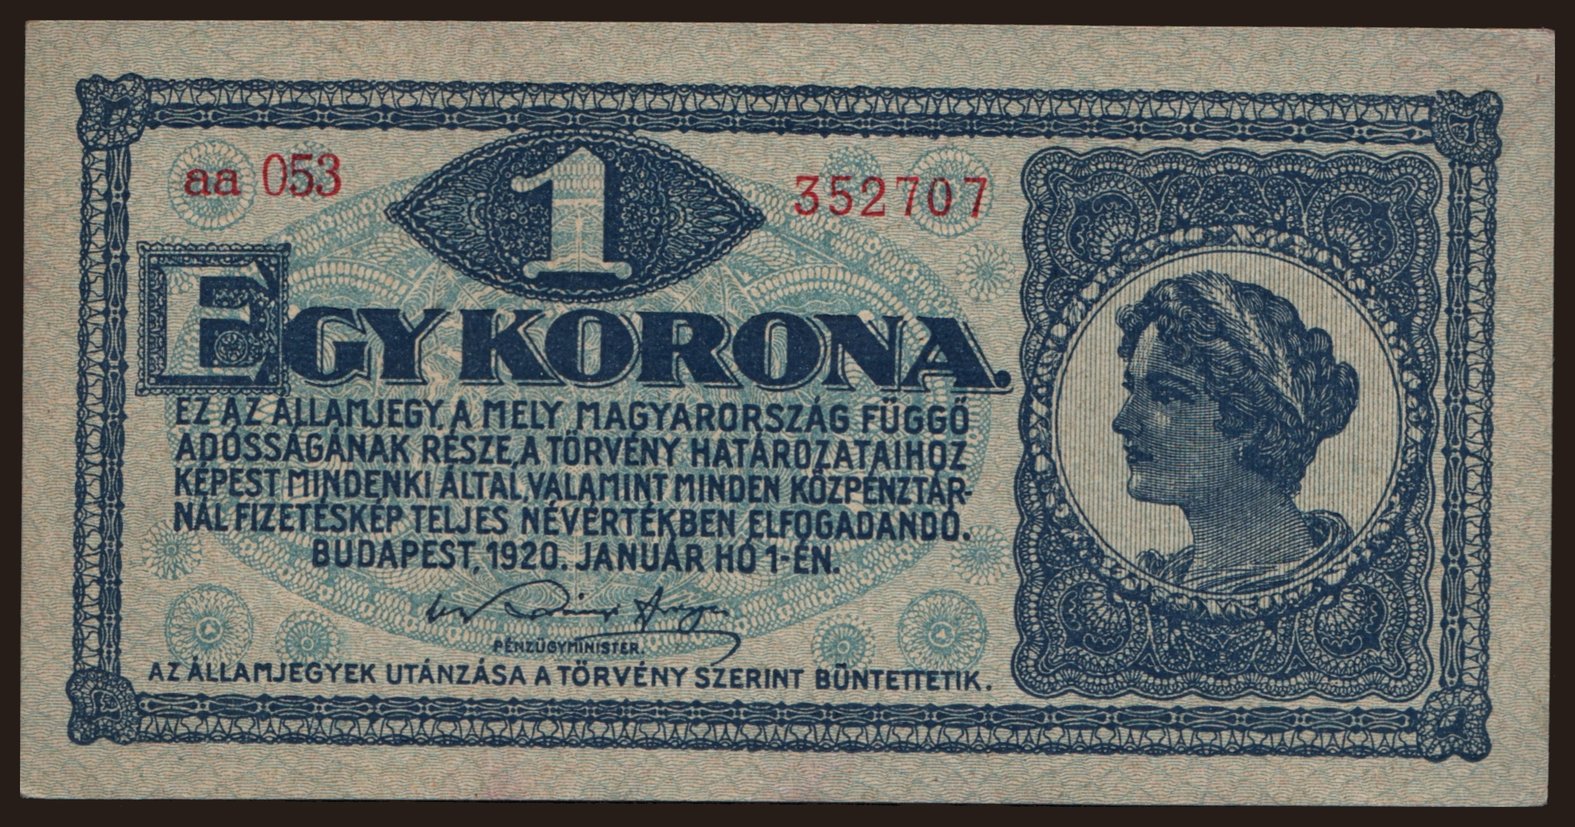 aa 053
1
352707
EGY KORONA.
EZ AZ ÁLLAMJEGY, A MELY MAGYARORSZÁG FÜGGŐ
ADÓSSÁGÁNAK RÉSZE, A TÖRVÉNY HATÁROZATAIHOZ
KÉPEST MINDENKI ÁLTAL, VALAMINT MINDEN KÖZPÉNZTÁR-
NÁL FIZETÉSKÉP TELJES NÉVÉRTÉKBEN ELFOGADANDÓ.
BUDAPEST, 1920. JANUÁR HÓ 1-ÉN.
PÉNZÜGYMINISTER.
AZ ÁLLAMJEGYEK UTÁNZÁSA A TÖRVÉNY SZERINT BÜNTETTETIK.